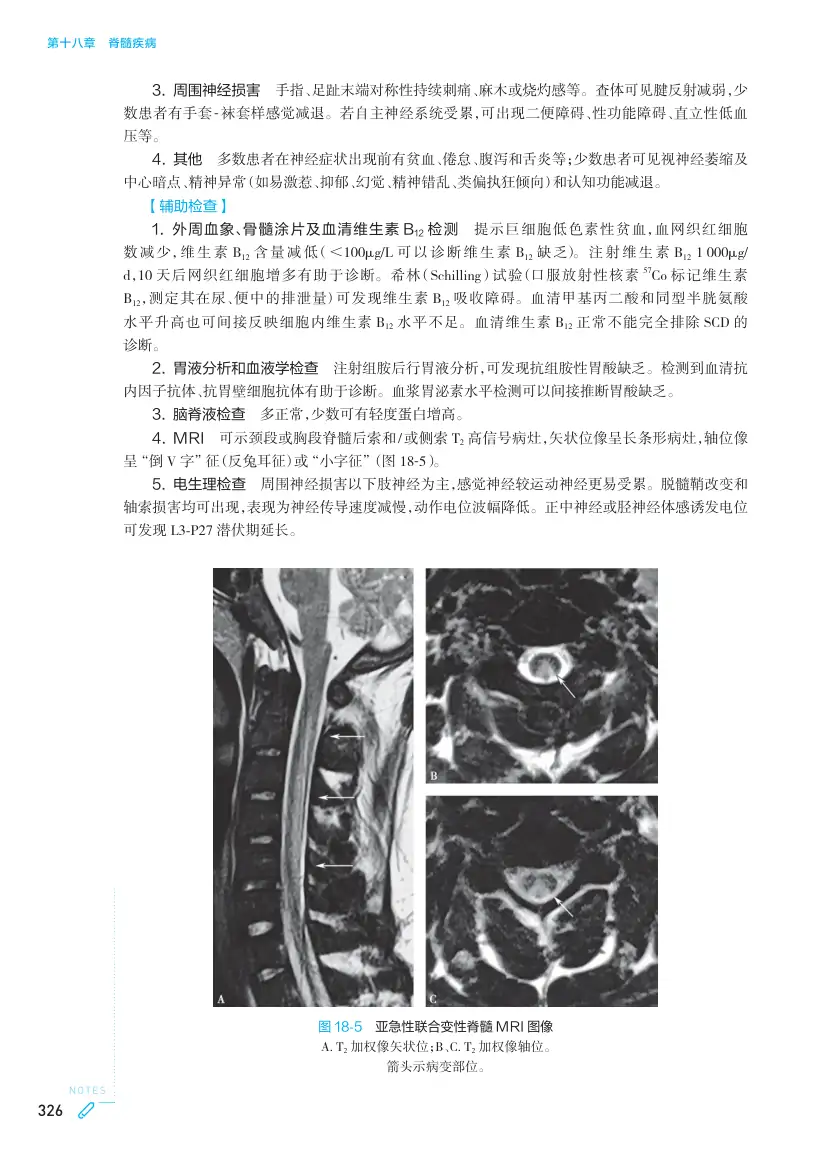 第十八章　脊髓疾病
3. 周围神经损害　手指、足趾末端对称性持续刺痛、麻木或烧灼感等。查体可见腱反射减弱,少
数患者有手套-袜套样感觉减退。若自主神经系统受累,可出现二便障碍、性功能障碍、直立性低血
压等。
4. 其他　多数患者在神经症状出现前有贫血、倦怠、腹泻和舌炎等;少数患者可见视神经萎缩及
中心暗点、精神异常(如易激惹、抑郁、幻觉、精神错乱、类偏执狂倾向)和认知功能减退。
【辅助检查】
1. 外周血象、骨髓涂片及血清维生素 B₁₂ 检测　提示巨细胞低色素性贫血,血网织红细胞
数减少,维生素 B₁₂ 含量减低(＜100μg/L 可以诊断维生素 B₁₂ 缺乏)。注射维生素 B₁₂ 1 000μg/
d,10 天后网织红细胞增多有助于诊断。希林(Schilling)试验(口服放射性核素 ⁵⁷Co 标记维生素
B₁₂,测定其在尿、便中的排泄量)可发现维生素 B₁₂ 吸收障碍。血清甲基丙二酸和同型半胱氨酸
水平升高也可间接反映细胞内维生素 B₁₂ 水平不足。血清维生素 B₁₂ 正常不能完全排除 SCD 的
诊断。
2. 胃液分析和血液学检查　注射组胺后行胃液分析,可发现抗组胺性胃酸缺乏。检测到血清抗
内因子抗体、抗胃壁细胞抗体有助于诊断。血浆胃泌素水平检测可以间接推断胃酸缺乏。
3. 脑脊液检查　多正常,少数可有轻度蛋白增高。
4. MRI　可示颈段或胸段脊髓后索和/或侧索 T₂ 高信号病灶,矢状位像呈长条形病灶,轴位像
呈“倒 V 字”征(反兔耳征)或“小字征”(图 18-5)。
5. 电生理检查　周围神经损害以下肢神经为主,感觉神经较运动神经更易受累。脱髓鞘改变和
轴索损害均可出现,表现为神经传导速度减慢,动作电位波幅降低。正中神经或胫神经体感诱发电位
可发现 L3-P27 潜伏期延长。
B
A
C
图 18-5　亚急性联合变性脊髓 MRI 图像
A. T₂ 加权像矢状位;B、C. T₂ 加权像轴位。
箭头示病变部位。
NOTES
326